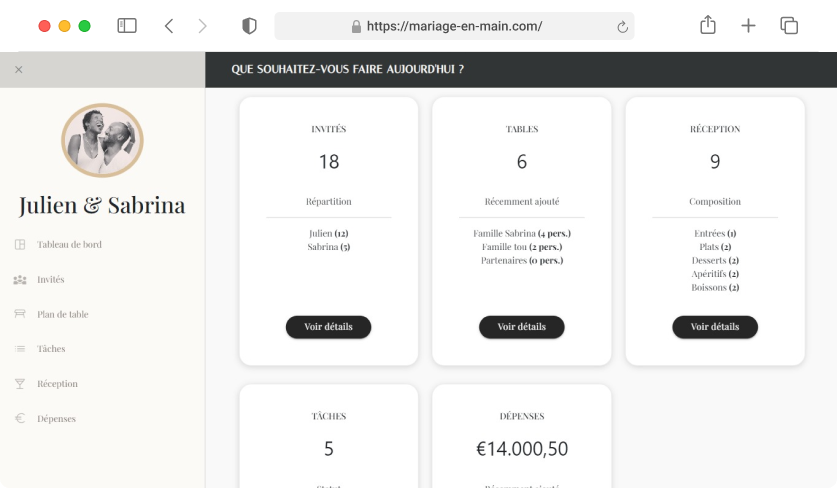 https://mariage-en-main.com/
QUE SOUHAITEZ-VOUS FAIRE AUJOURD'HUI ?
Julien & Sabrina
Tableau de bord
Invités
Plan de table
Tâches
Réception
Dépenses
INVITÉS
18
Répartition
Julien (12)
Sabrina (5)
Voir détails
TABLES
6
Récemment ajouté
Famille Sabrina (4 pers.)
Famille tou (2 pers.)
Partenaires (0 pers.)
Voir détails
RÉCEPTION
9
Composition
Entrées (1)
Plats (2)
Desserts (2)
Apéritifs (2)
Boissons (2)
Voir détails
TÂCHES
5
DÉPENSES
€14.000,50